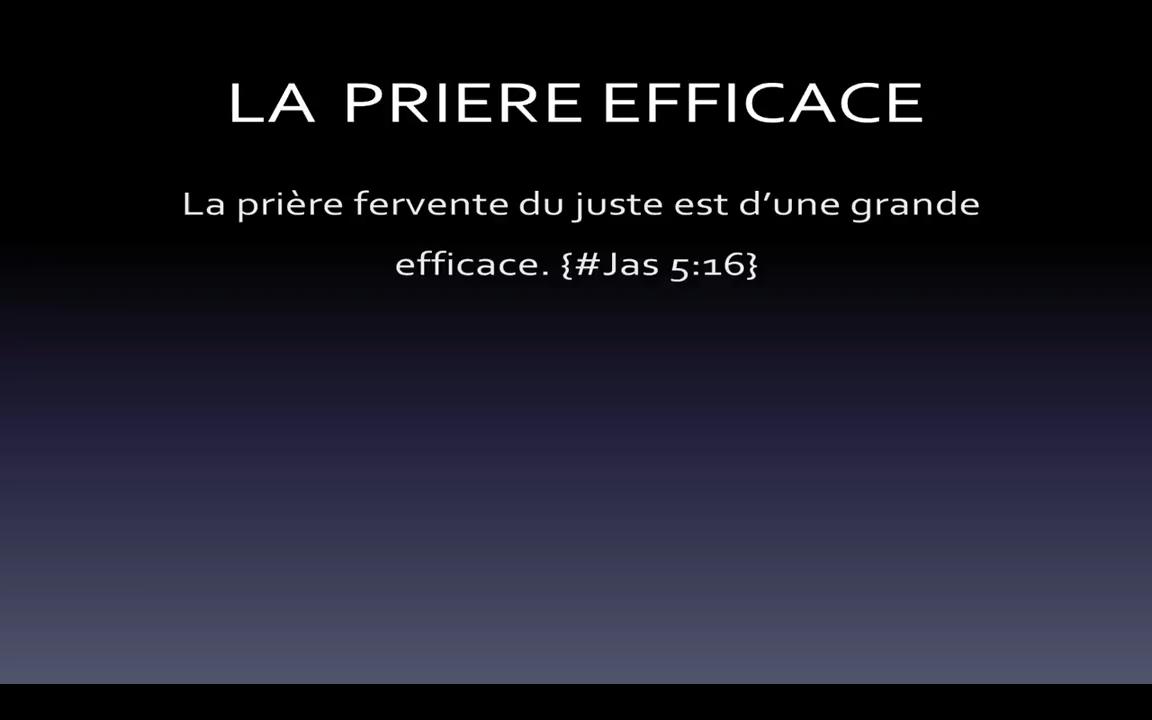 LA PRIERE EFFICACE
La prière fervente du juste est d’une grande
efficace. {#Jas 5:16}